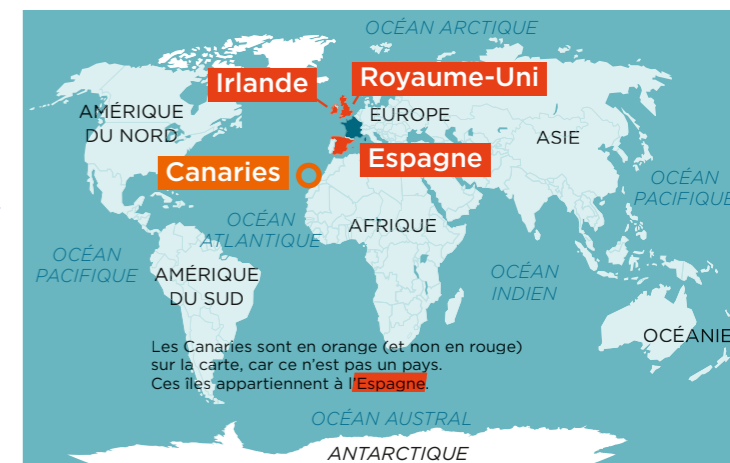 OCÉAN ARCTIQUE
Irlande
Royaume-Uni
AMÉRIQUE
DU NORD
EUROPE
ASIE
Canaries
Espagne
OCÉAN
PACIFIQUE
OCÉAN
ATLANTIQUE
AFRIQUE
OCÉAN
PACIFIQUE
AMÉRIQUE
DU SUD
OCÉAN
INDIEN
OCÉANIE
Les Canaries sont en orange (et non en rouge)
sur la carte, car ce n'est pas un pays.
Ces îles appartiennent à l'Espagne.
OCÉAN AUSTRAL
ANTARCTIQUE